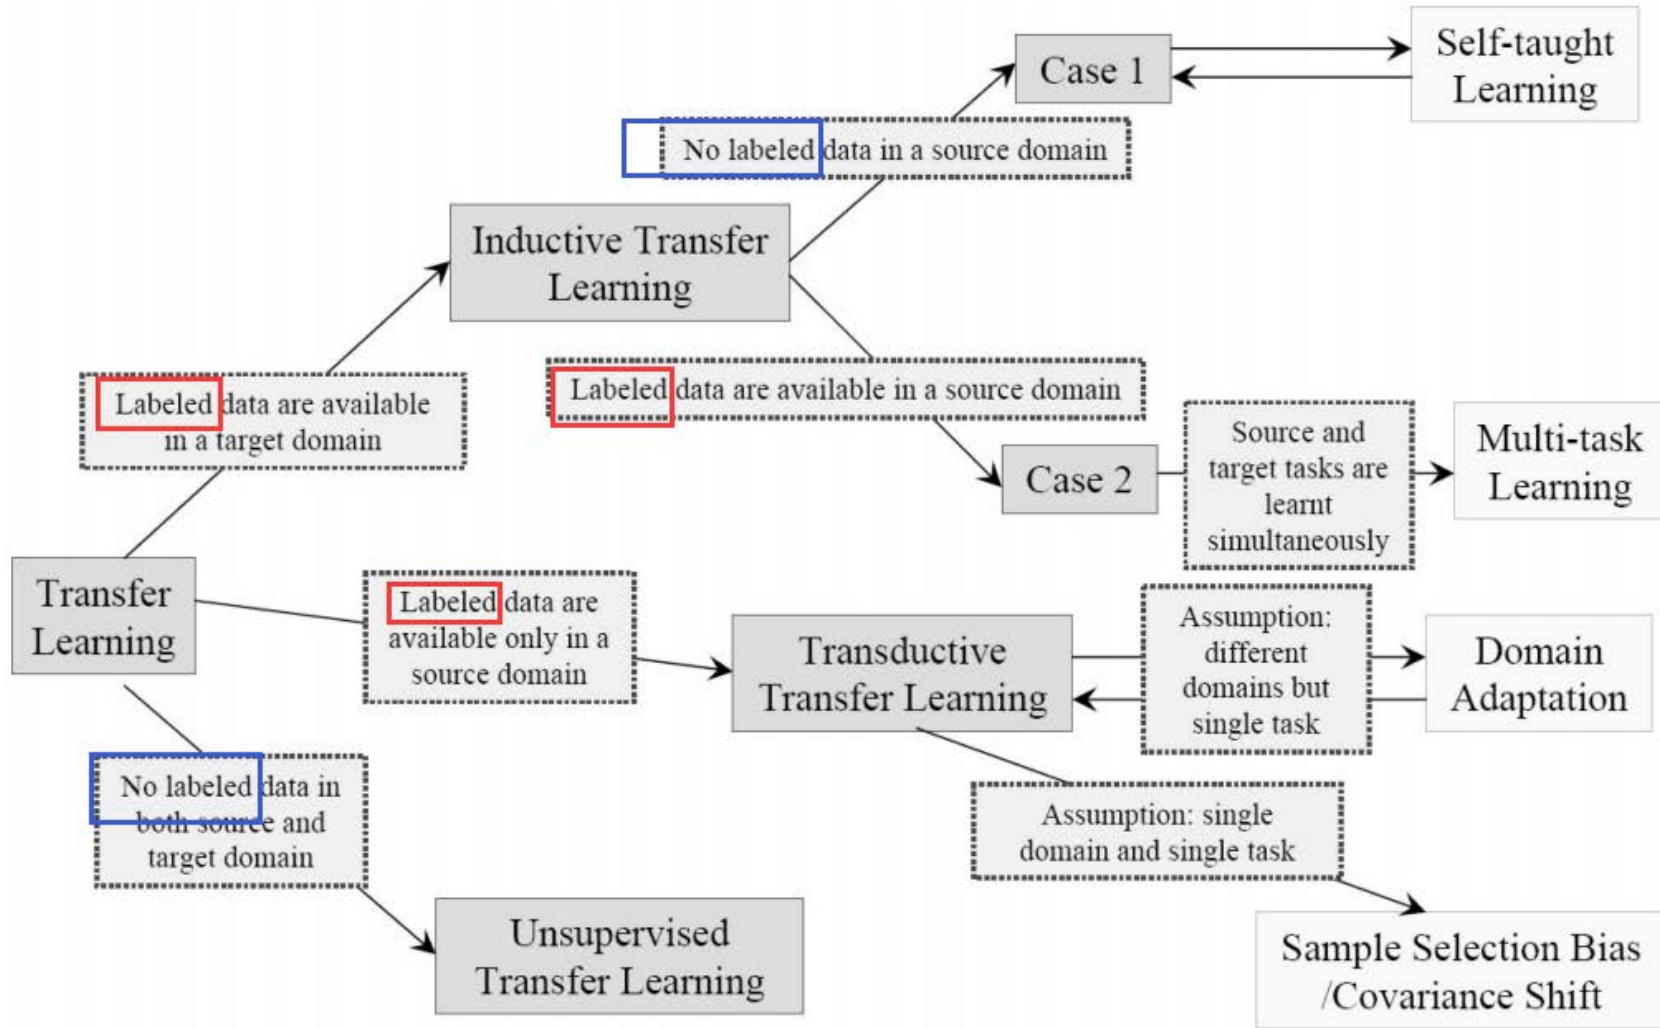 Self-taught
Learning
Case 1
No labeled data in a source domain
Inductive Transfer
Learning
Labeled data are available
in a target domain
Labeled data are available in a source domain
Case 2
Source and
target tasks are
learnt
simultaneously
Multi-task
Learning
Transfer
Learning
Labeled data are
available only in a
source domain
Transductive
Transfer Learning
Assumption:
different
domains but
single task
Domain
Adaptation
No labeled data in
both source and
target domain
Assumption: single
domain and single task
Unsupervised
Transfer Learning
Sample Selection Bias
/Covariance Shift